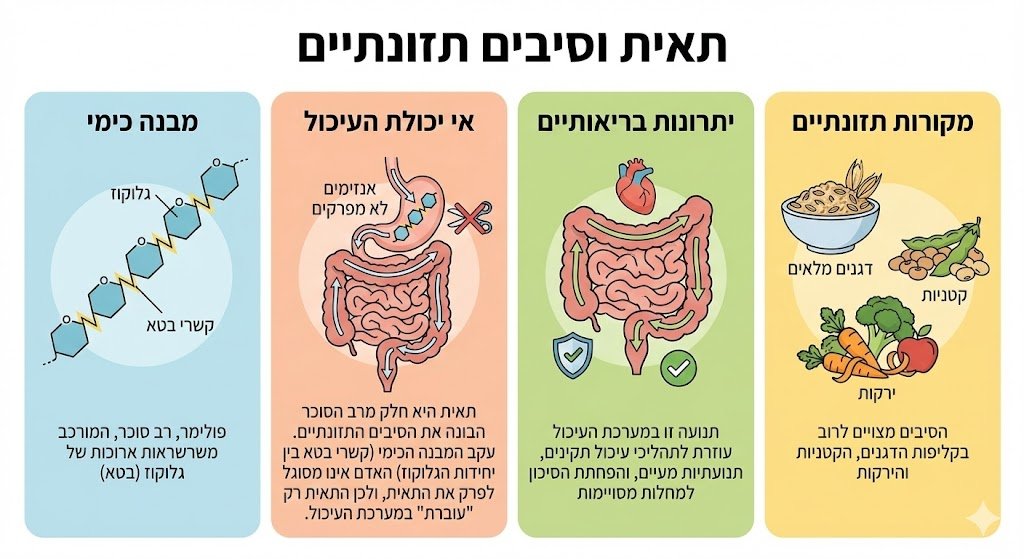 תאית וסיבים תזונתיים
מקורות תזונתיים
דגנים מלאים
קטניות
ירקות
הסיבים מצויים לרוב
בקליפות הדגנים, הקטניות
והירקות
יתרונות בריאותיים
תנועה זו במערכת העיכול
עוזרת לתהליכי עיכול תקינים,
תנועתיות מעיים, והפחתת הסיכון
למחלות מסויימות
אי יכולת העיכול
אנזימים
לא מפרקים
תאית היא חלק מרב הסוכר
הבונה את הסיבים התזונתיים.
עקב המבנה הכימי (קשרי בטא בין
יחידות הגלוקוז) האדם אינו מסוגל
לפרק את התאית, ולכן התאית רק
"עוברת" במערכת העיכול.
מבנה כימי
O
גלוקוז
O
O
O
O
קשרי בטא
פולימר, רב סוכר, המורכב
משרשראות ארוכות של
גלוקוז (בטא)